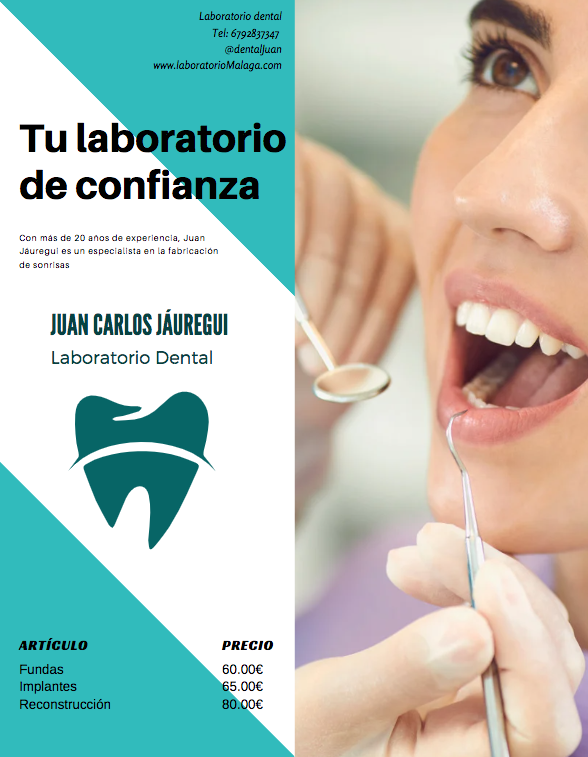 Laboratorio dental
Tel: 6792837347
@dentalJuan
www.laboratorioMalaga.com
Tu laboratorio
de confianza
Con más de 20 años de experiencia, Juan
Jáuregui es un especialista en la fabricación
de sonrisas
JUAN CARLOS JÁUREGUI
Laboratorio Dental
ARTÍCULO PRECIO
Fundas 60.00€
Implantes 65.00€
Reconstrucción 80.00€